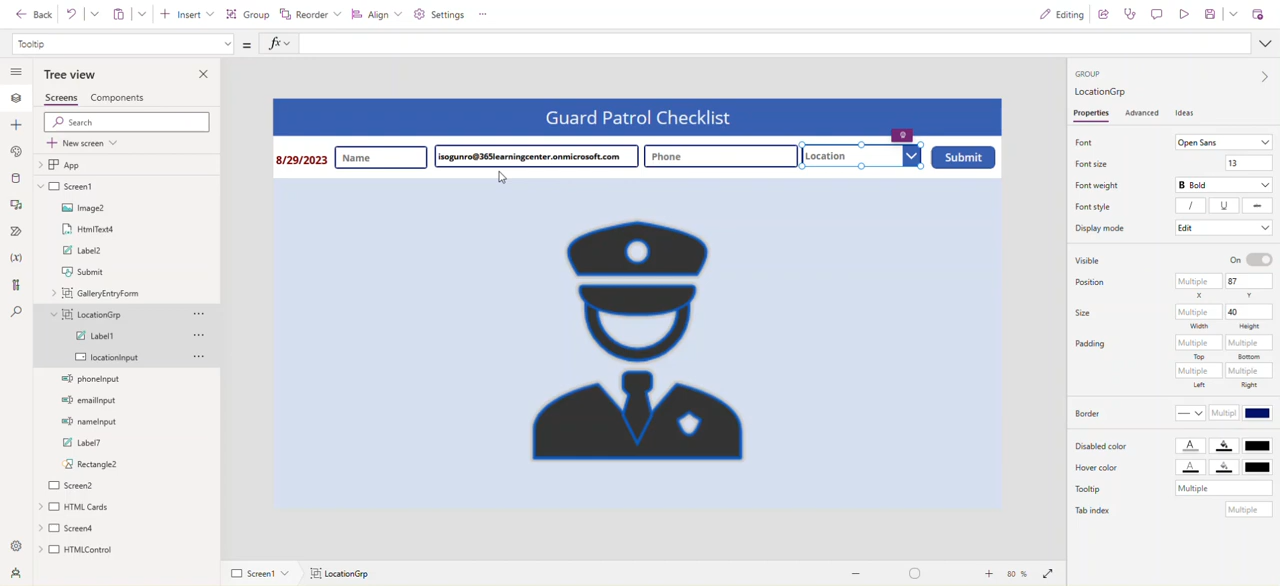 Back
Insert
Group
Reorder
Align
Settings
Editing
Tooltip
=
fx
Tree view
Screens
Components
Search
New screen
App
Screen1
Image2
HtmlText4
Label2
Submit
GalleryEntryForm
LocationGrp
Label1
locationInput
phoneInput
emailInput
nameInput
Label7
Rectangle2
Screen2
HTML Cards
Screen4
HTMLControl
Guard Patrol Checklist
8/29/2023
Name
isogunro@365learningcenter.onmicrosoft.com
Phone
Location
Submit
Screen1
LocationGrp
80 %
GROUP
LocationGrp
Properties
Advanced
Ideas
Font
Open Sans
Font size
13
Font weight
B Bold
Font style
Display mode
Edit
Visible
On
Position
Multiple
87
X
Y
Size
Multiple
40
Width
Height
Padding
Multiple
Multiple
Top
Bottom
Multiple
Multiple
Left
Right
Border
Multipl
Disabled color
Hover color
Tooltip
Multiple
Tab index
Multiple